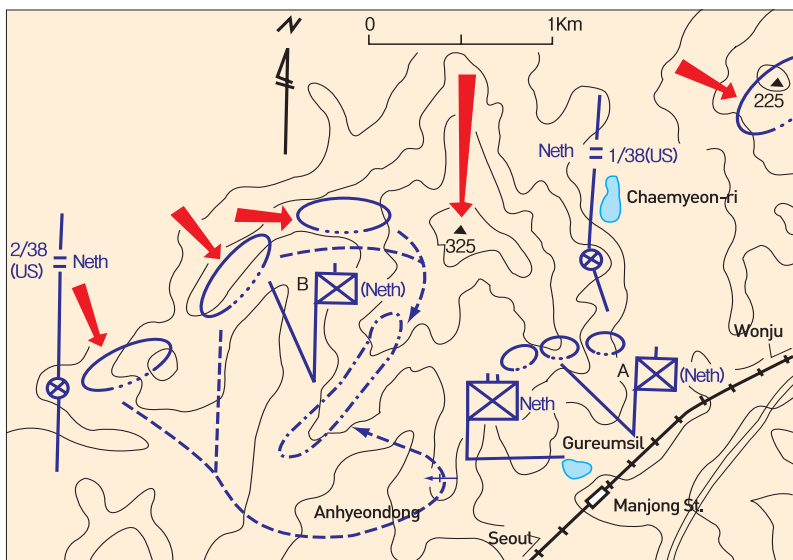 N
0
1Km
225
Neth
1/38(US)
Chaemyeon-ri
325
2/38
(US)
Neth
B
(Neth)
Wonju
A
(Neth)
Neth
Gureumsil
Anhyeondong
Manjong St.
Seout